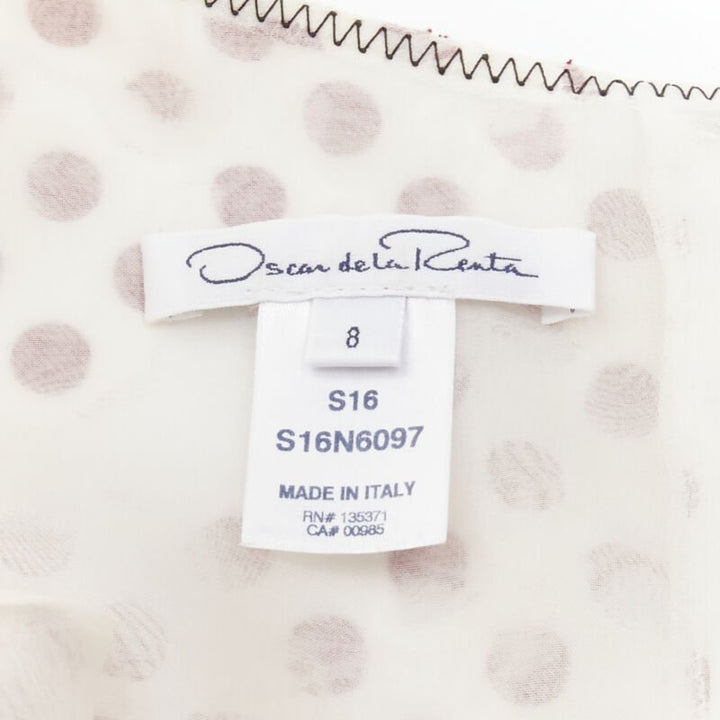 Oscar de la Renta
8
S16
S16N6097
MADE IN ITALY
RN# 135371
CA# 00985